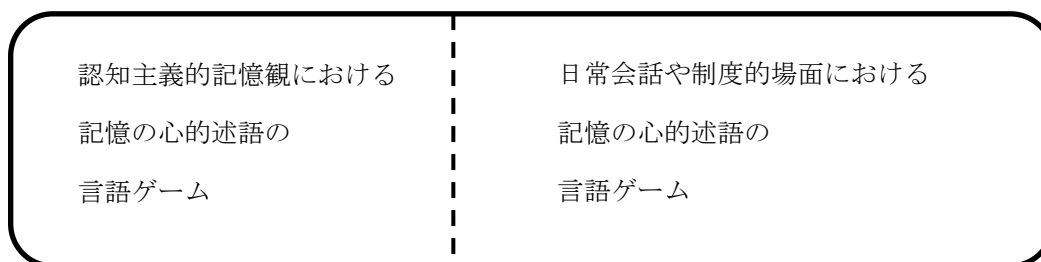 認知主義的記憶観における
記憶の心的述語の
言語ゲーム
日常会話や制度的場面における
記憶の心的述語の
言語ゲーム